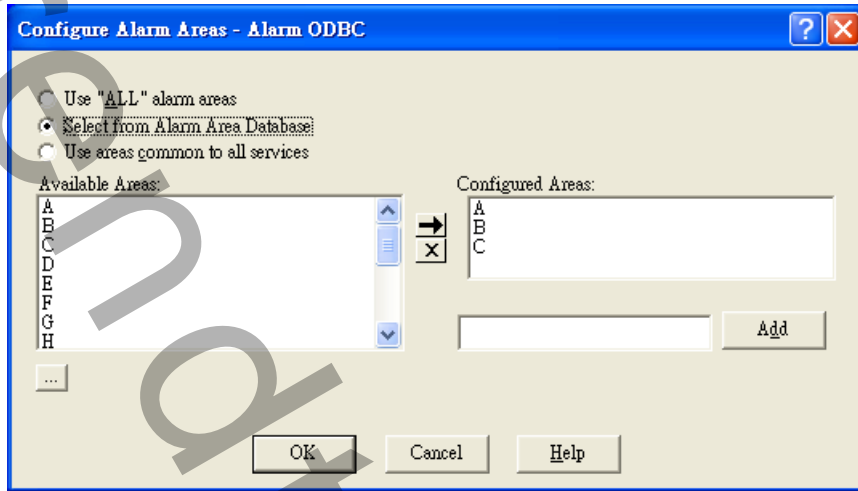 Configure Alarm Areas - Alarm ODBC
Use "ALL" alarm areas
Select from Alarm Area Database
Use areas common to all services
Available Areas:
A
B
C
D
E
F
G
H
...
Configured Areas:
A
B
C
Add
OK
Cancel
Help